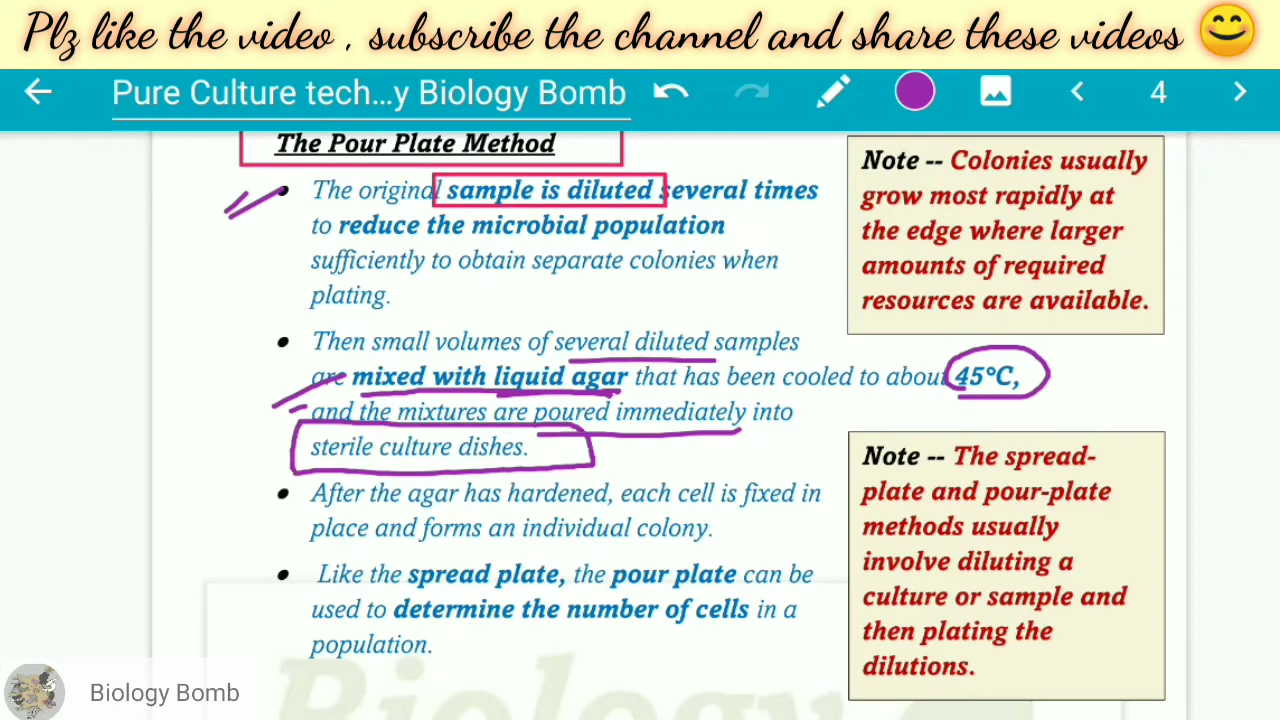 Plz like the video , subscribe the channel and share these videos 😊
Pure Culture tech...y Biology Bomb
4
The Pour Plate Method
The original sample is diluted several times
to reduce the microbial population
sufficiently to obtain separate colonies when
plating.
Then small volumes of several diluted samples
are mixed with liquid agar that has been cooled to about 45°C,
and the mixtures are poured immediately into
sterile culture dishes.
After the agar has hardened, each cell is fixed in
place and forms an individual colony.
Like the spread plate, the pour plate can be
used to determine the number of cells in a
population.
Note -- Colonies usually
grow most rapidly at
the edge where larger
amounts of required
resources are available.
Note -- The spread-
plate and pour-plate
methods usually
involve diluting a
culture or sample and
then plating the
dilutions.
Biology
Biology Bomb